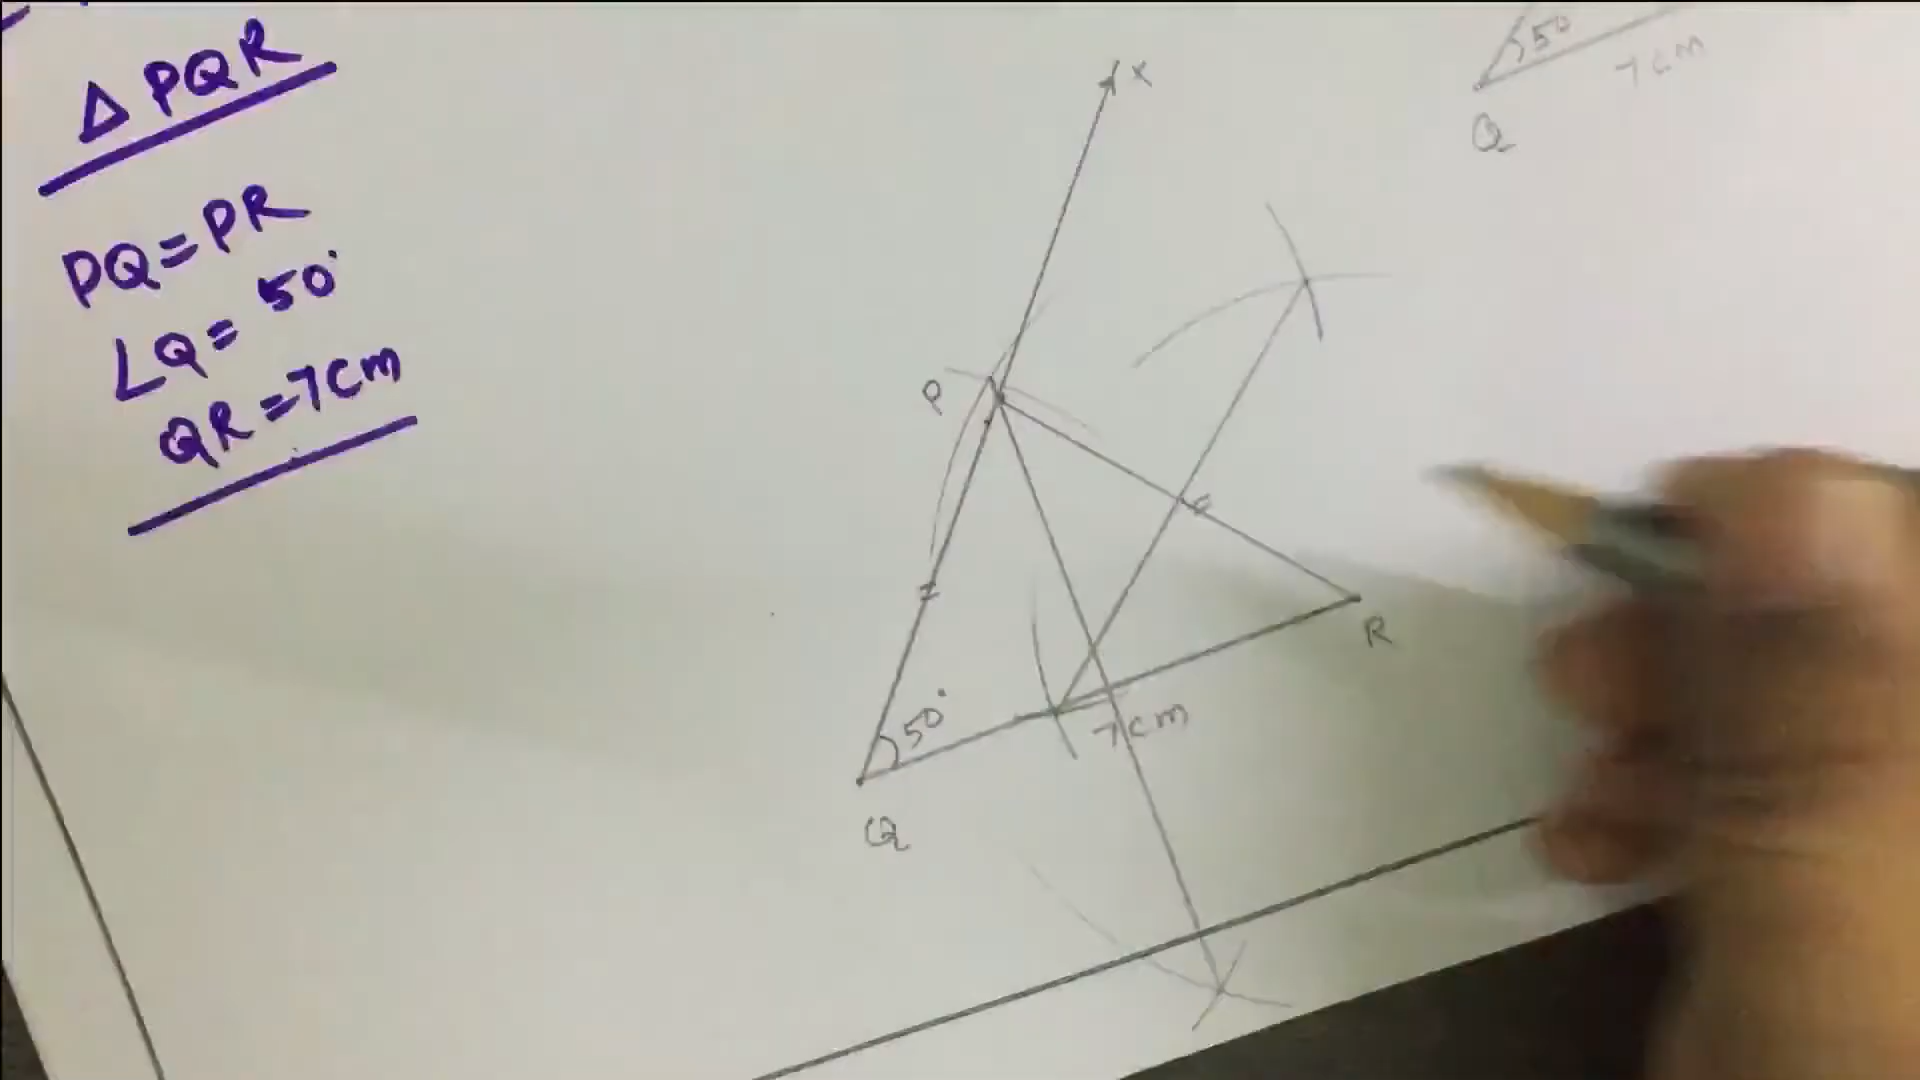 Δ PQR
PQ = PR
∠Q = 50°
QR = 7cm
X
P
50°
7cm
Q
R
50
7cm
Q